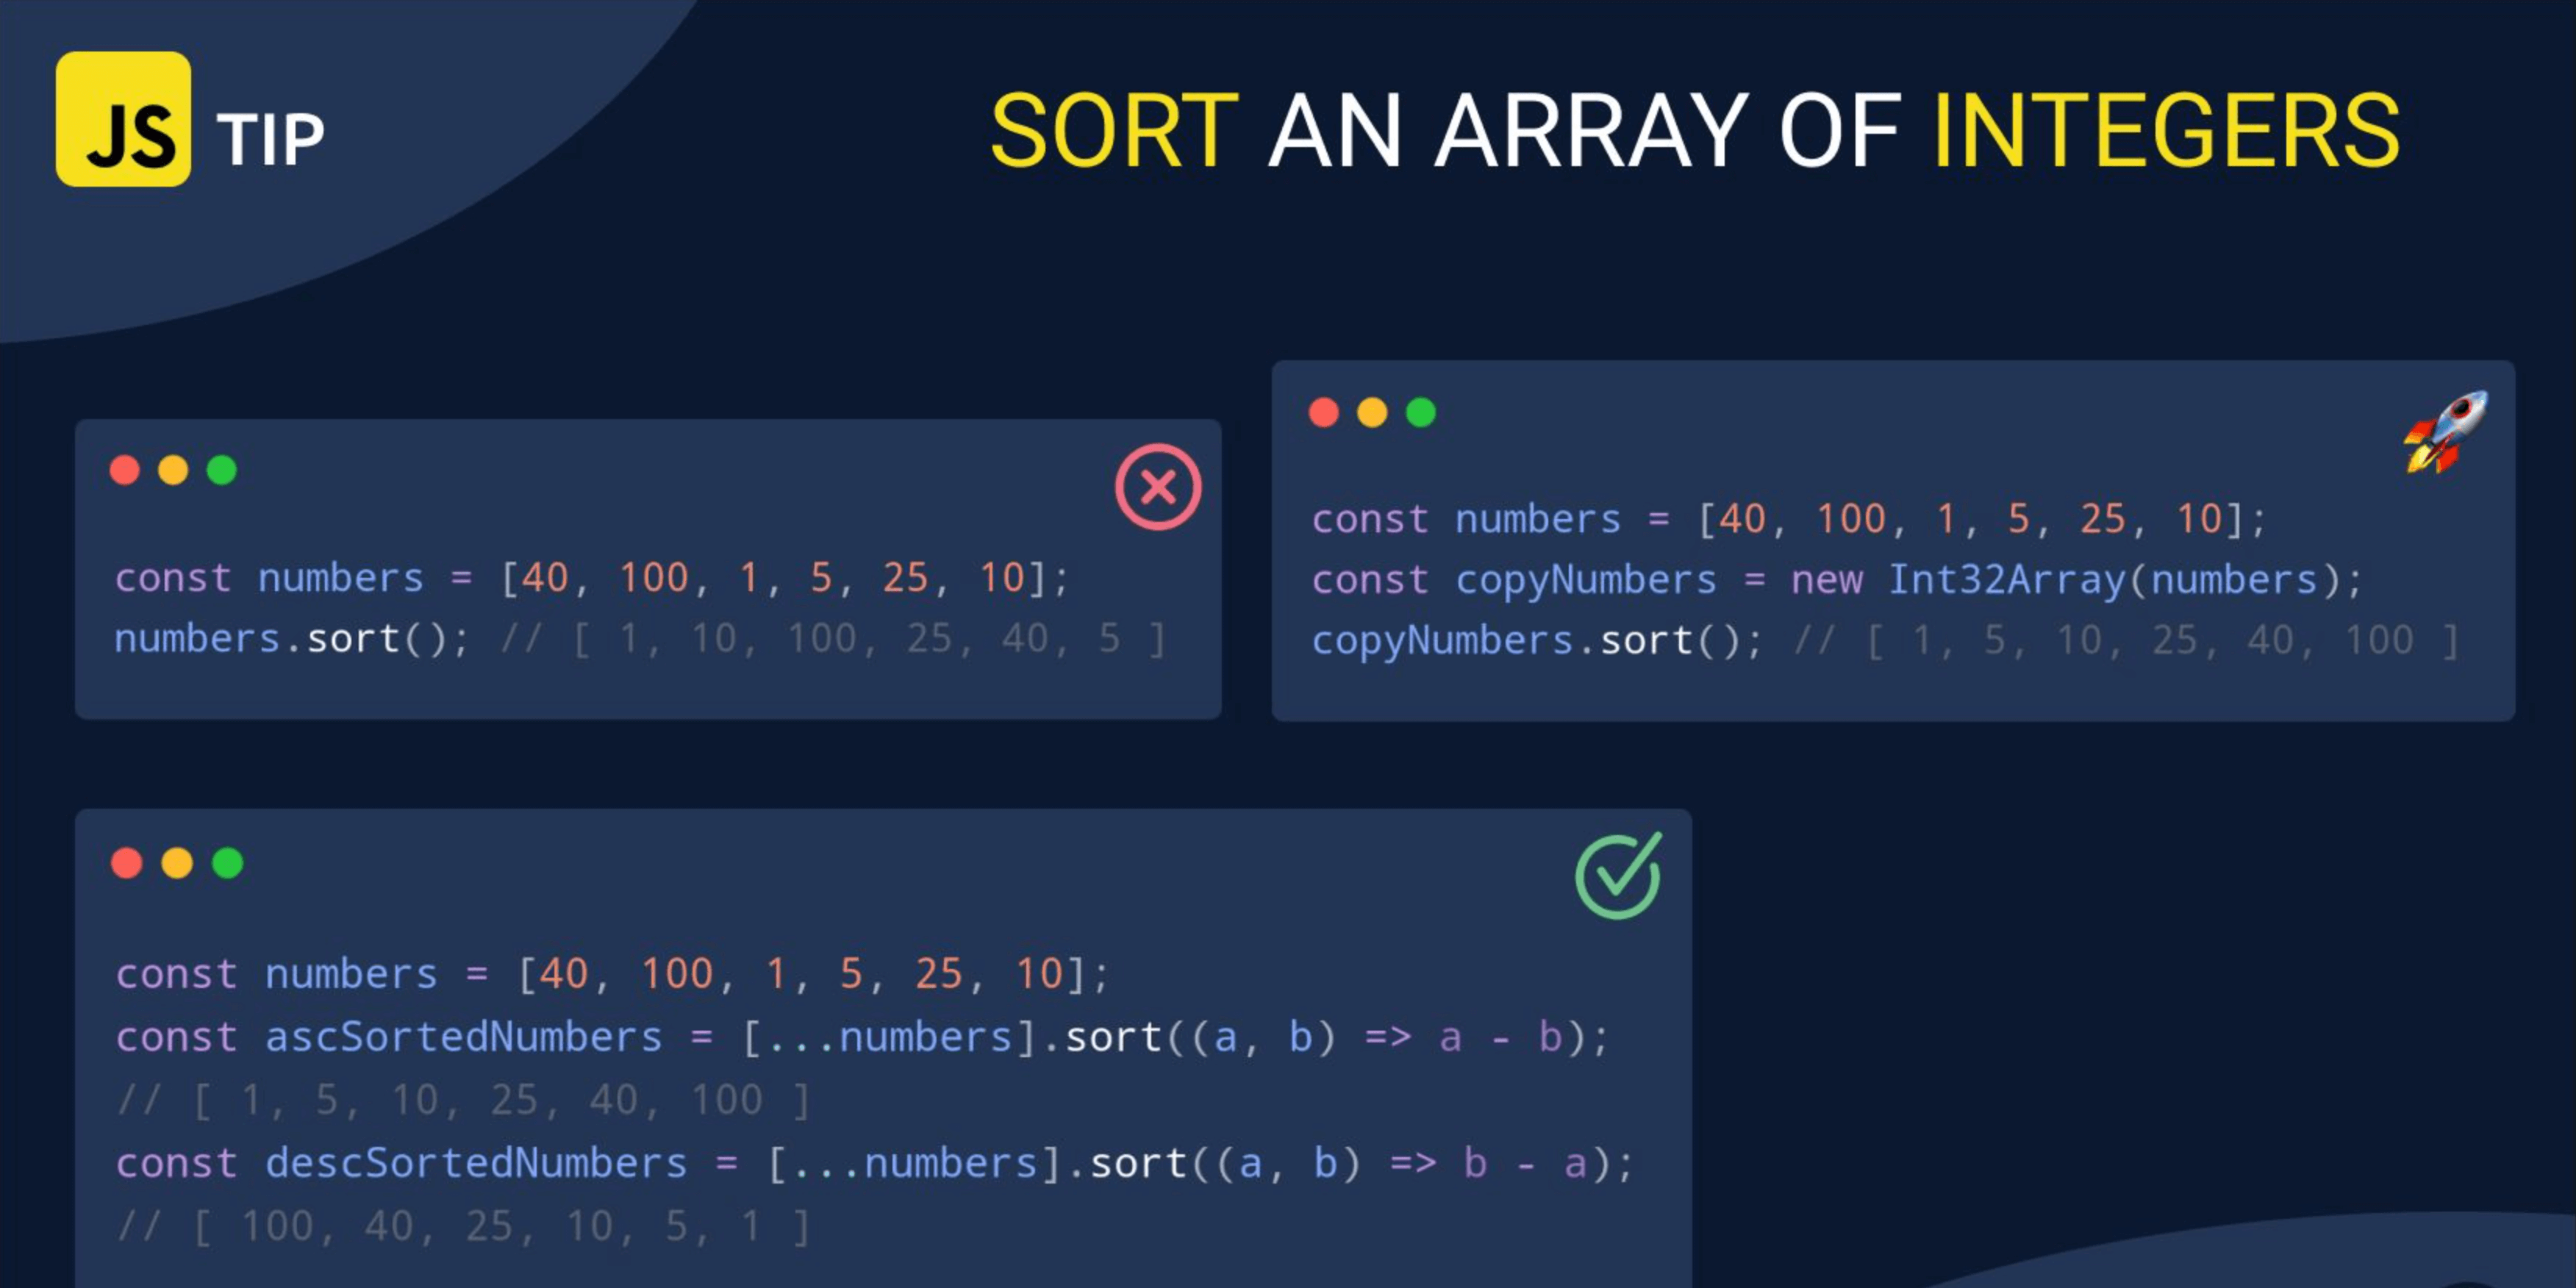 JS TIP
SORT AN ARRAY OF INTEGERS
const numbers = [40, 100, 1, 5, 25, 10];
numbers.sort(); // [ 1, 10, 100, 25, 40, 5 ]
const numbers = [40, 100, 1, 5, 25, 10];
const copyNumbers = new Int32Array(numbers);
copyNumbers.sort(); // [ 1, 5, 10, 25, 40, 100 ]
const numbers = [40, 100, 1, 5, 25, 10];
const ascSortedNumbers = [...numbers].sort((a, b) => a - b);
// [ 1, 5, 10, 25, 40, 100 ]
const descSortedNumbers = [...numbers].sort((a, b) => b - a);
// [ 100, 40, 25, 10, 5, 1 ]